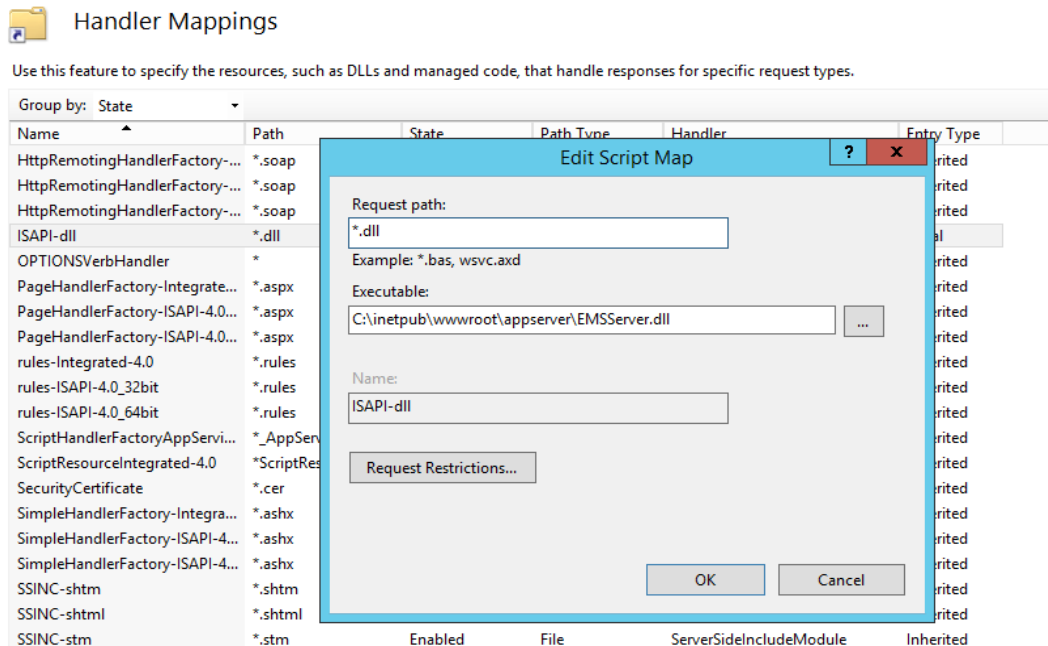 Handler Mappings
Use this feature to specify the resources, such as DLLs and managed code, that handle responses for specific request types.
Group by: State
Name Path State Path Type Handler Entry Type
HttpRemotingHandlerFactory-... *.soap
HttpRemotingHandlerFactory-... *.soap
HttpRemotingHandlerFactory-... *.soap
ISAPI-dll *.dll
OPTIONSVerbHandler *
PageHandlerFactory-Integrate... *.aspx
PageHandlerFactory-ISAPI-4.0... *.aspx
PageHandlerFactory-ISAPI-4.0... *.aspx
rules-Integrated-4.0 *.rules
rules-ISAPI-4.0_32bit *.rules
rules-ISAPI-4.0_64bit *.rules
ScriptHandlerFactoryAppServi... *_AppServ
ScriptResourceIntegrated-4.0 *ScriptRes
SecurityCertificate *.cer
SimpleHandlerFactory-Integra... *.ashx
SimpleHandlerFactory-ISAPI-4... *.ashx
SimpleHandlerFactory-ISAPI-4... *.ashx
SSINC-shtm *.shtm
SSINC-shtml *.shtml
SSINC-stm *.stm Enabled File ServerSideIncludeModule Inherited
Edit Script Map ? x
Request path:
*.dll
Example: *.bas, wsvc.axd
Executable:
C:\inetpub\wwwroot\appserver\EMSServer.dll
...
Name:
ISAPI-dll
Request Restrictions...
OK Cancel